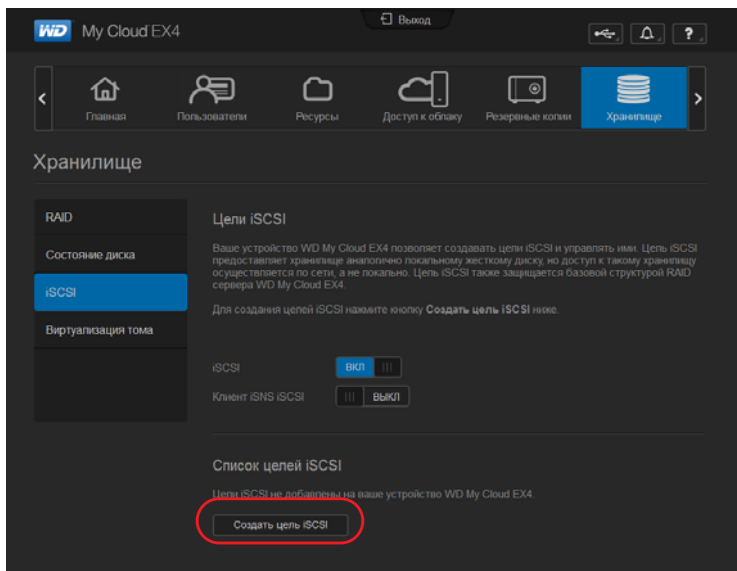 WD My Cloud EX4
Выход
?
Главная
Пользователи
Ресурсы
Доступ к облаку
Резервные копии
Хранилище
Хранилище
RAID
Состояние диска
iSCSI
Виртуализация тома
Цели iSCSI
Ваше устройство WD My Cloud EX4 позволяет создавать цели iSCSI и управлять ими. Цель iSCSI
предоставляет хранилище аналогично локальному жесткому диску, но доступ к такому хранилищу
осуществляется по сети, а не локально. Цель iSCSI также защищается базовой структурой RAID
сервера WD My Cloud EX4.
Для создания целей iSCSI нажмите кнопку Создать цель iSCSI ниже.
iSCSI ВКЛ
Клиент iSNS iSCSI ВЫКЛ
Список целей iSCSI
Цели iSCSI не добавлены на ваше устройство WD My Cloud EX4.
Создать цель iSCSI